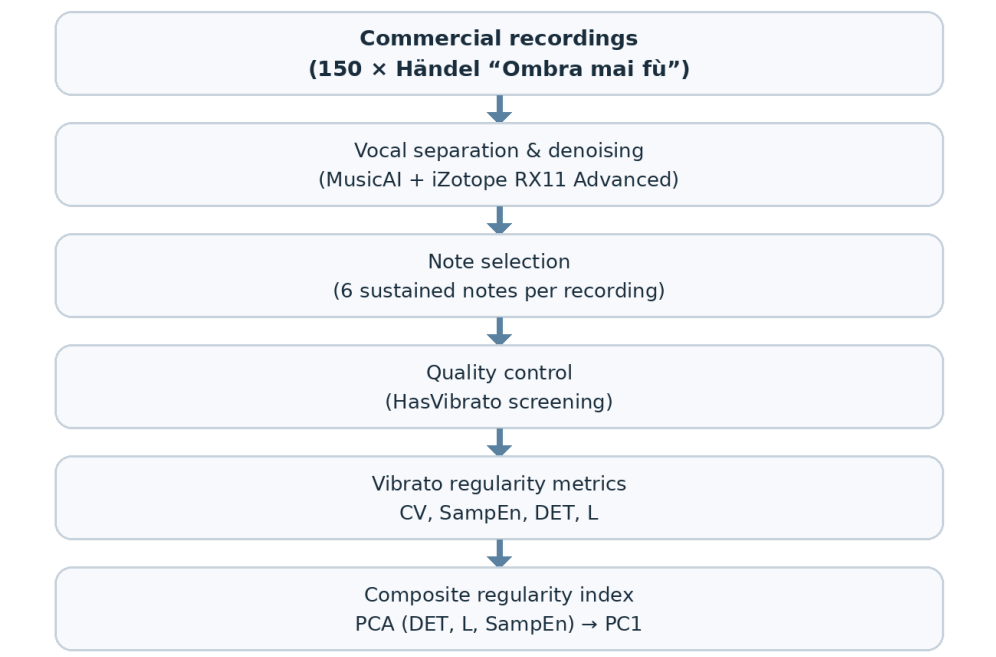 Commercial recordings
(150 × Händel “Ombra mai fù”)
Vocal separation & denoising
(MusicAI + iZotope RX11 Advanced)
Note selection
(6 sustained notes per recording)
Quality control
(HasVibrato screening)
Vibrato regularity metrics
CV, SampEn, DET, L
Composite regularity index
PCA (DET, L, SampEn) → PC1